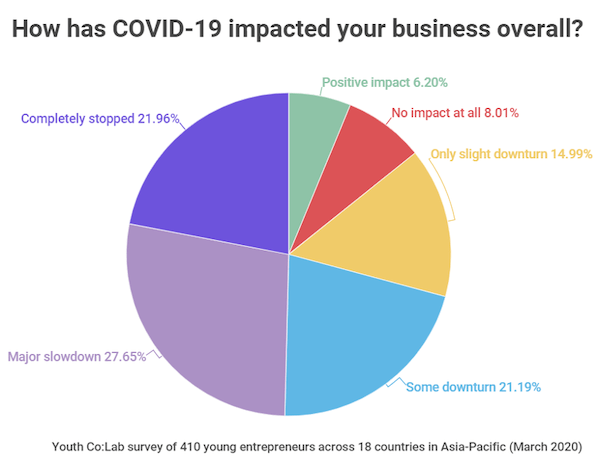 How has COVID-19 impacted your business overall?
Positive impact 6.20%
No impact at all 8.01%
Completely stopped 21.96%
Only slight downturn 14.99%
Major slowdown 27.65%
Some downturn 21.19%
Youth Co:Lab survey of 410 young entrepreneurs across 18 countries in Asia-Pacific (March 2020)